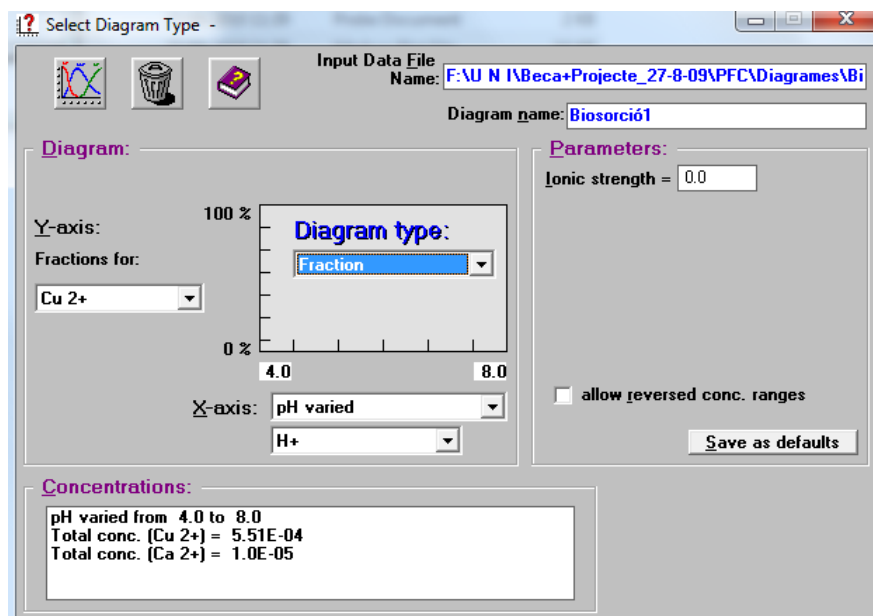 Select Diagram Type -
Input Data File
Name: F:\U N I\Beca+Projecte_27-8-09\PFC\Diagrames\Bi
Diagram name: Biosorció1
Diagram:
Y-axis:
Fractions for:
Cu 2+
100 %
Diagram type:
Fraction
0 %
4.0 8.0
X-axis: pH varied
H+
Parameters:
Ionic strength = 0.0
allow reversed conc. ranges
Save as defaults
Concentrations:
pH varied from 4.0 to 8.0
Total conc. (Cu 2+) = 5.51E-04
Total conc. (Ca 2+) = 1.0E-05